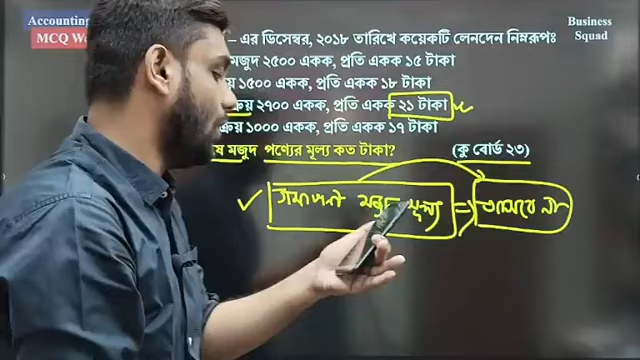 Accounting
MCQ
Business
Squad
– এর ডিসেম্বর, ২০১৮ তারিখে কয়েকটি লেনদেন নিম্নরূপঃ
মজুদ ২৫০০ একক, প্রতি একক ১৫ টাকা
১৫০০ একক, প্রতি একক ১৮ টাকা
২৭০০ একক, প্রতি একক ২১ টাকা
১০০০ একক, প্রতি একক ১৭ টাকা
মজুদ পণ্যের মূল্য কত টাকা? (কু বোর্ড ২৩)
সমাপনী মজুদ মূল্য => আসবে না